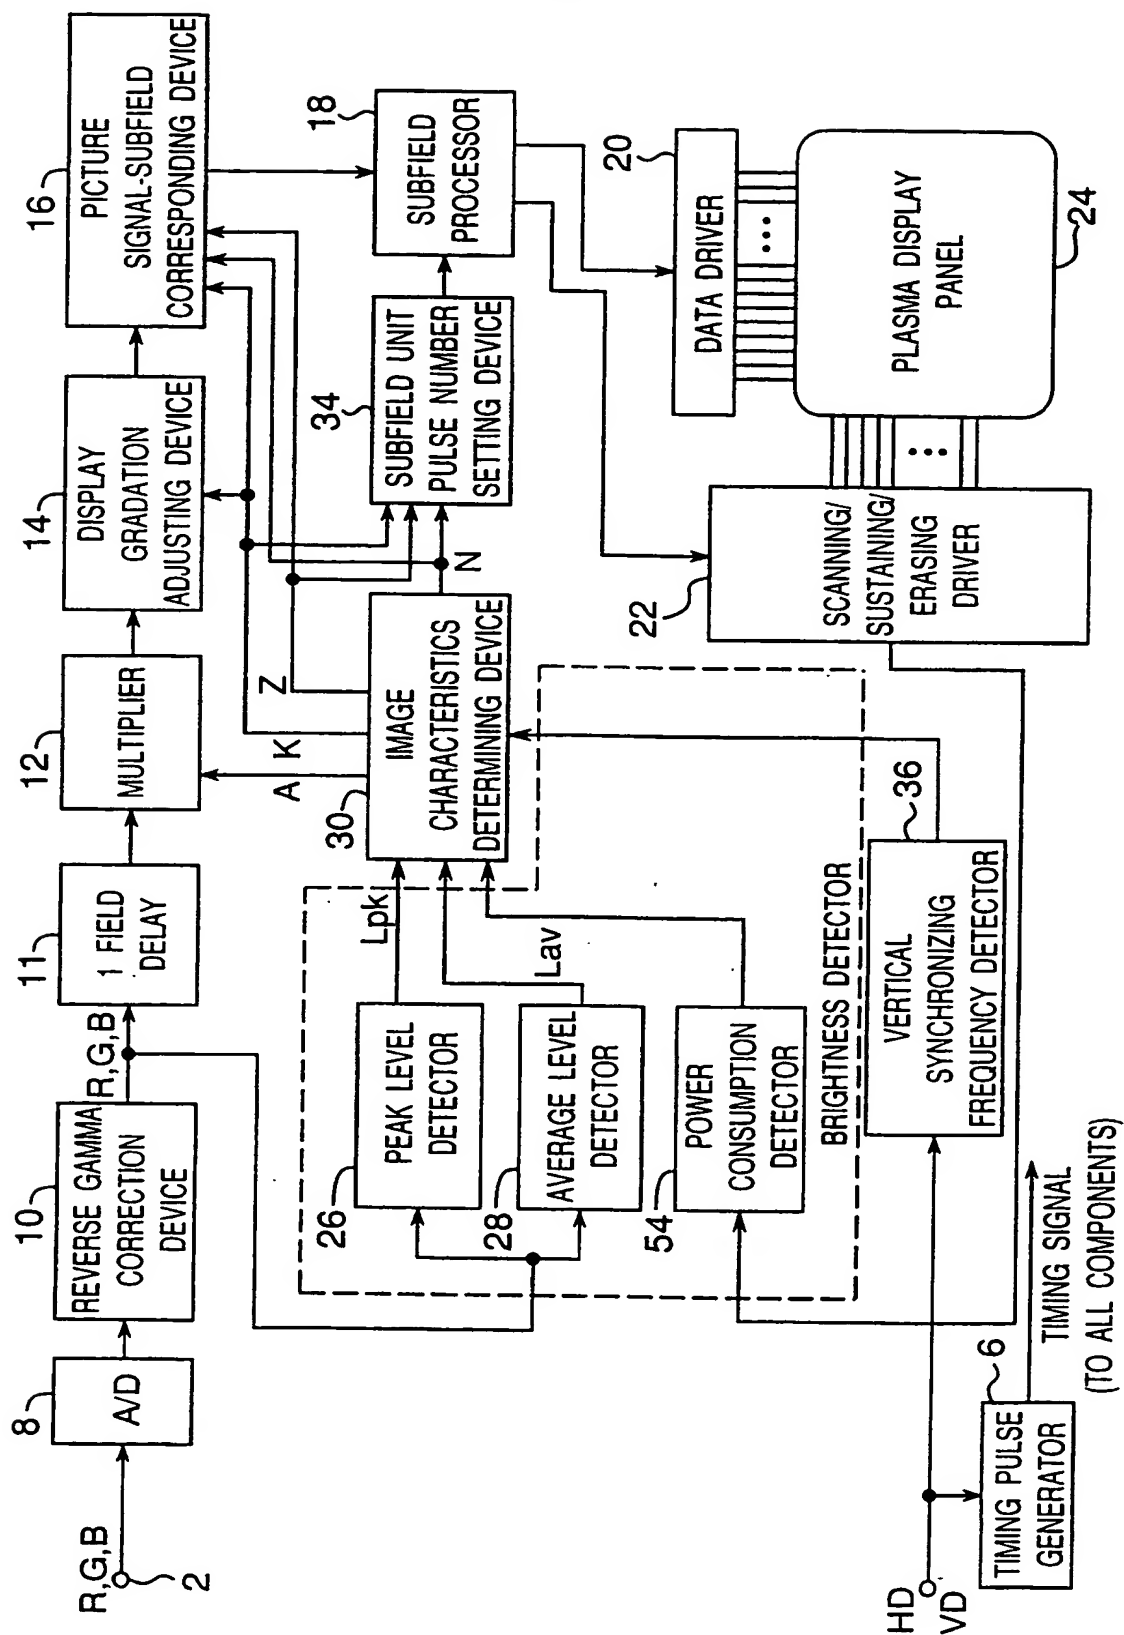 R,G,B
2
8
A/D
10
REVERSE GAMMA
CORRECTION
DEVICE
R,G,B
11
1 FIELD
DELAY
12
MULTIPLIER
14
DISPLAY
GRADATION
ADJUSTING DEVICE
16
PICTURE
SIGNAL-SUBFIELD
CORRESPONDING DEVICE
A
K
Z
26
PEAK LEVEL
DETECTOR
Lpk
28
AVERAGE LEVEL
DETECTOR
Lav
54
POWER
CONSUMPTION
DETECTOR
BRIGHTNESS DETECTOR
30
IMAGE
CHARACTERISTICS
DETERMINING DEVICE
N
34
SUBFIELD UNIT
PULSE NUMBER
SETTING DEVICE
18
SUBFIELD
PROCESSOR
20
DATA DRIVER
22
SCANNING/
SUSTAINING/
ERASING
DRIVER
PLASMA DISPLAY
PANEL
24
36
VERTICAL
SYNCHRONIZING
FREQUENCY DETECTOR
HD
VD
6
TIMING PULSE
GENERATOR
TIMING SIGNAL
(TO ALL COMPONENTS)